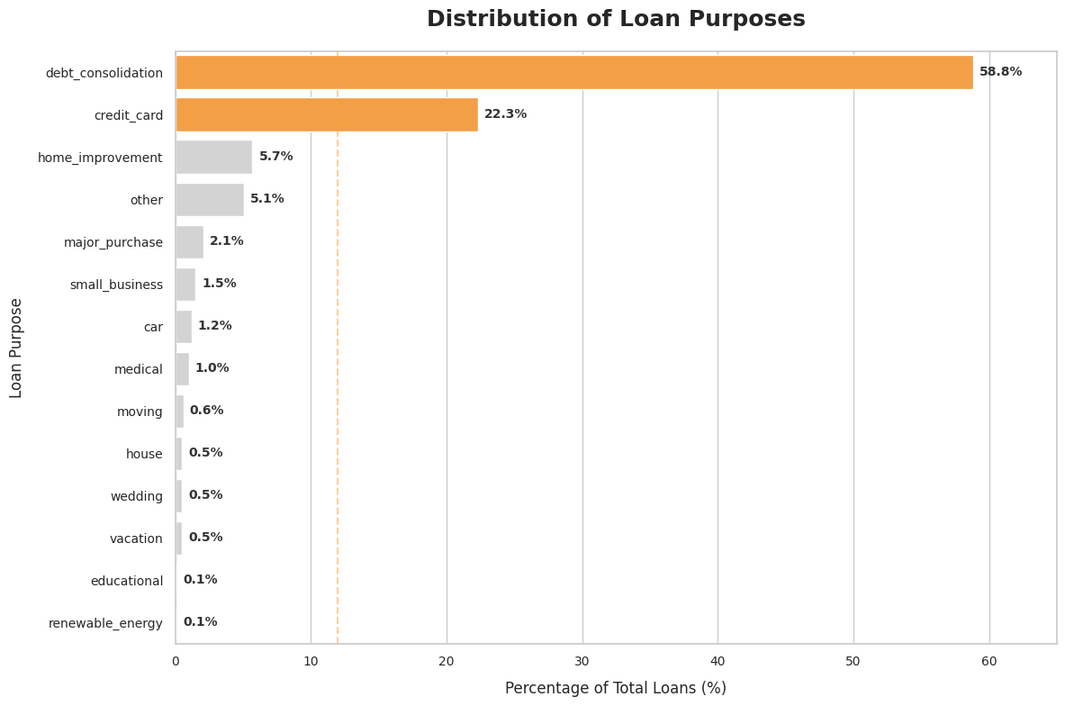 Distribution of Loan Purposes
debt_consolidation 58.8%
credit_card 22.3%
home_improvement 5.7%
other 5.1%
major_purchase 2.1%
small_business 1.5%
car 1.2%
medical 1.0%
moving 0.6%
house 0.5%
wedding 0.5%
vacation 0.5%
educational 0.1%
renewable_energy 0.1%
Loan Purpose
0 10 20 30 40 50 60
Percentage of Total Loans (%)